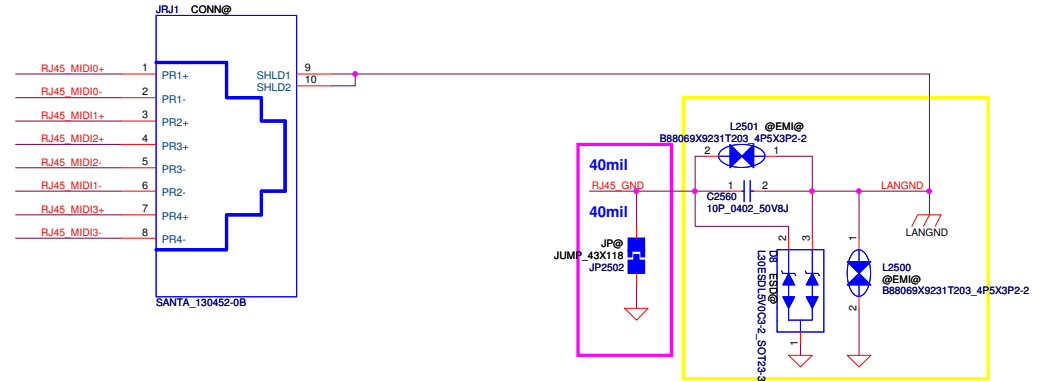 JRJ1 CONN@
RJ45_MIDI0+ 1 PR1+
RJ45_MIDI0- 2 PR1-
RJ45_MIDI1+ 3 PR2+
RJ45_MIDI2+ 4 PR3+
RJ45_MIDI2- 5 PR3-
RJ45_MIDI1- 6 PR2-
RJ45_MIDI3+ 7 PR4+
RJ45_MIDI3- 8 PR4-
SHLD1 9
SHLD2 10
SANTA_130452-0B
40mil
RJ45_GND
40mil
JP@
JUMP_43X118
JP2502
L2501 @EMI@
B88069X9231T203_4P5X3P2-2
2 1
1 2
C2560
10P_0402_50V8J
LANGND
LANGND
2 3
1
D8 ESD@
L30ESDL5V0C3-2_SOT23-3
1
L2500
@EMI@
B88069X9231T203_4P5X3P2-2
2